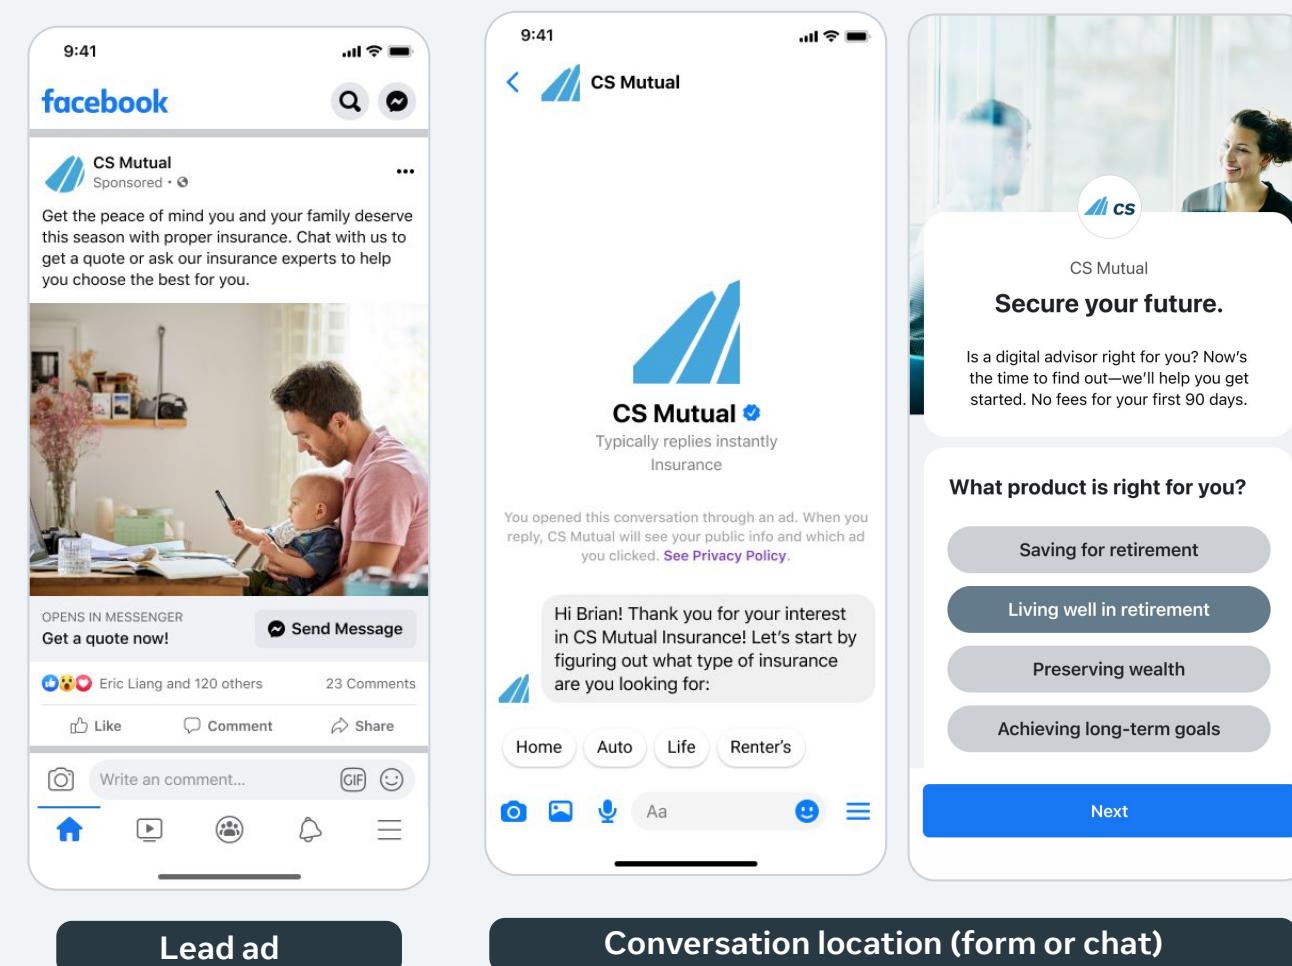 9:41
facebook
CS Mutual
Sponsored •
Get the peace of mind you and your family deserve
this season with proper insurance. Chat with us to
get a quote or ask our insurance experts to help
you choose the best for you.
OPENS IN MESSENGER
Get a quote now!
Send Message
Eric Liang and 120 others
23 Comments
Like
Comment
Share
Write an comment...
GIF
Lead ad
9:41
CS Mutual
CS Mutual
Typically replies instantly
Insurance
You opened this conversation through an ad. When you
reply, CS Mutual will see your public info and which ad
you clicked. See Privacy Policy.
Hi Brian! Thank you for your interest
in CS Mutual Insurance! Let's start by
figuring out what type of insurance
are you looking for:
Home
Auto
Life
Renter's
Aa
cs
CS Mutual
Secure your future.
Is a digital advisor right for you? Now's
the time to find out—we'll help you get
started. No fees for your first 90 days.
What product is right for you?
Saving for retirement
Living well in retirement
Preserving wealth
Achieving long-term goals
Next
Conversation location (form or chat)